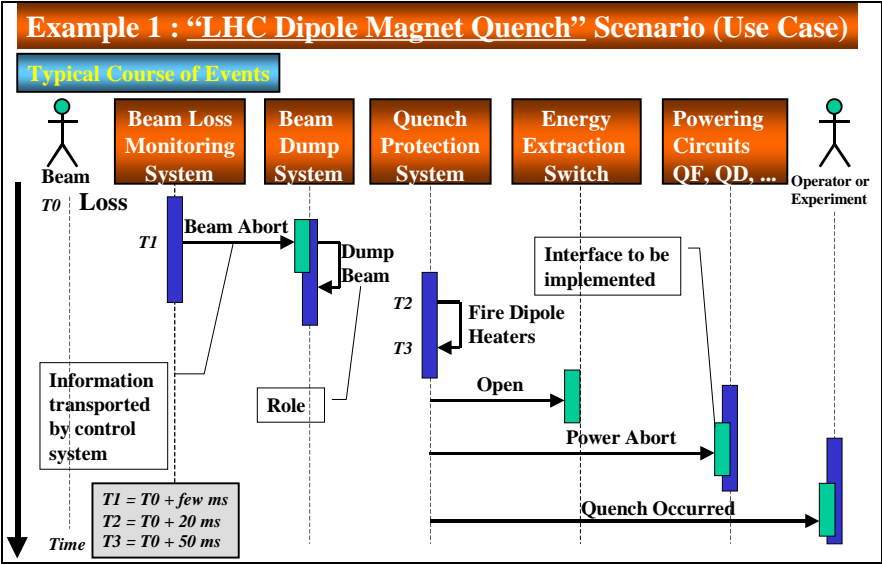 Example 1 : "LHC Dipole Magnet Quench" Scenario (Use Case)
Typical Course of Events
Beam Loss
Monitoring
System
Beam
Dump
System
Quench
Protection
System
Energy
Extraction
Switch
Powering
Circuits
QF, QD, ...
Beam
Loss
Operator or
Experiment
T0
T1
Beam Abort
Dump
Beam
Interface to be
implemented
T2
Fire Dipole
Heaters
T3
Information
transported
by control
system
Role
Open
Power Abort
Quench Occurred
T1 = T0 + few ms
T2 = T0 + 20 ms
T3 = T0 + 50 ms
Time